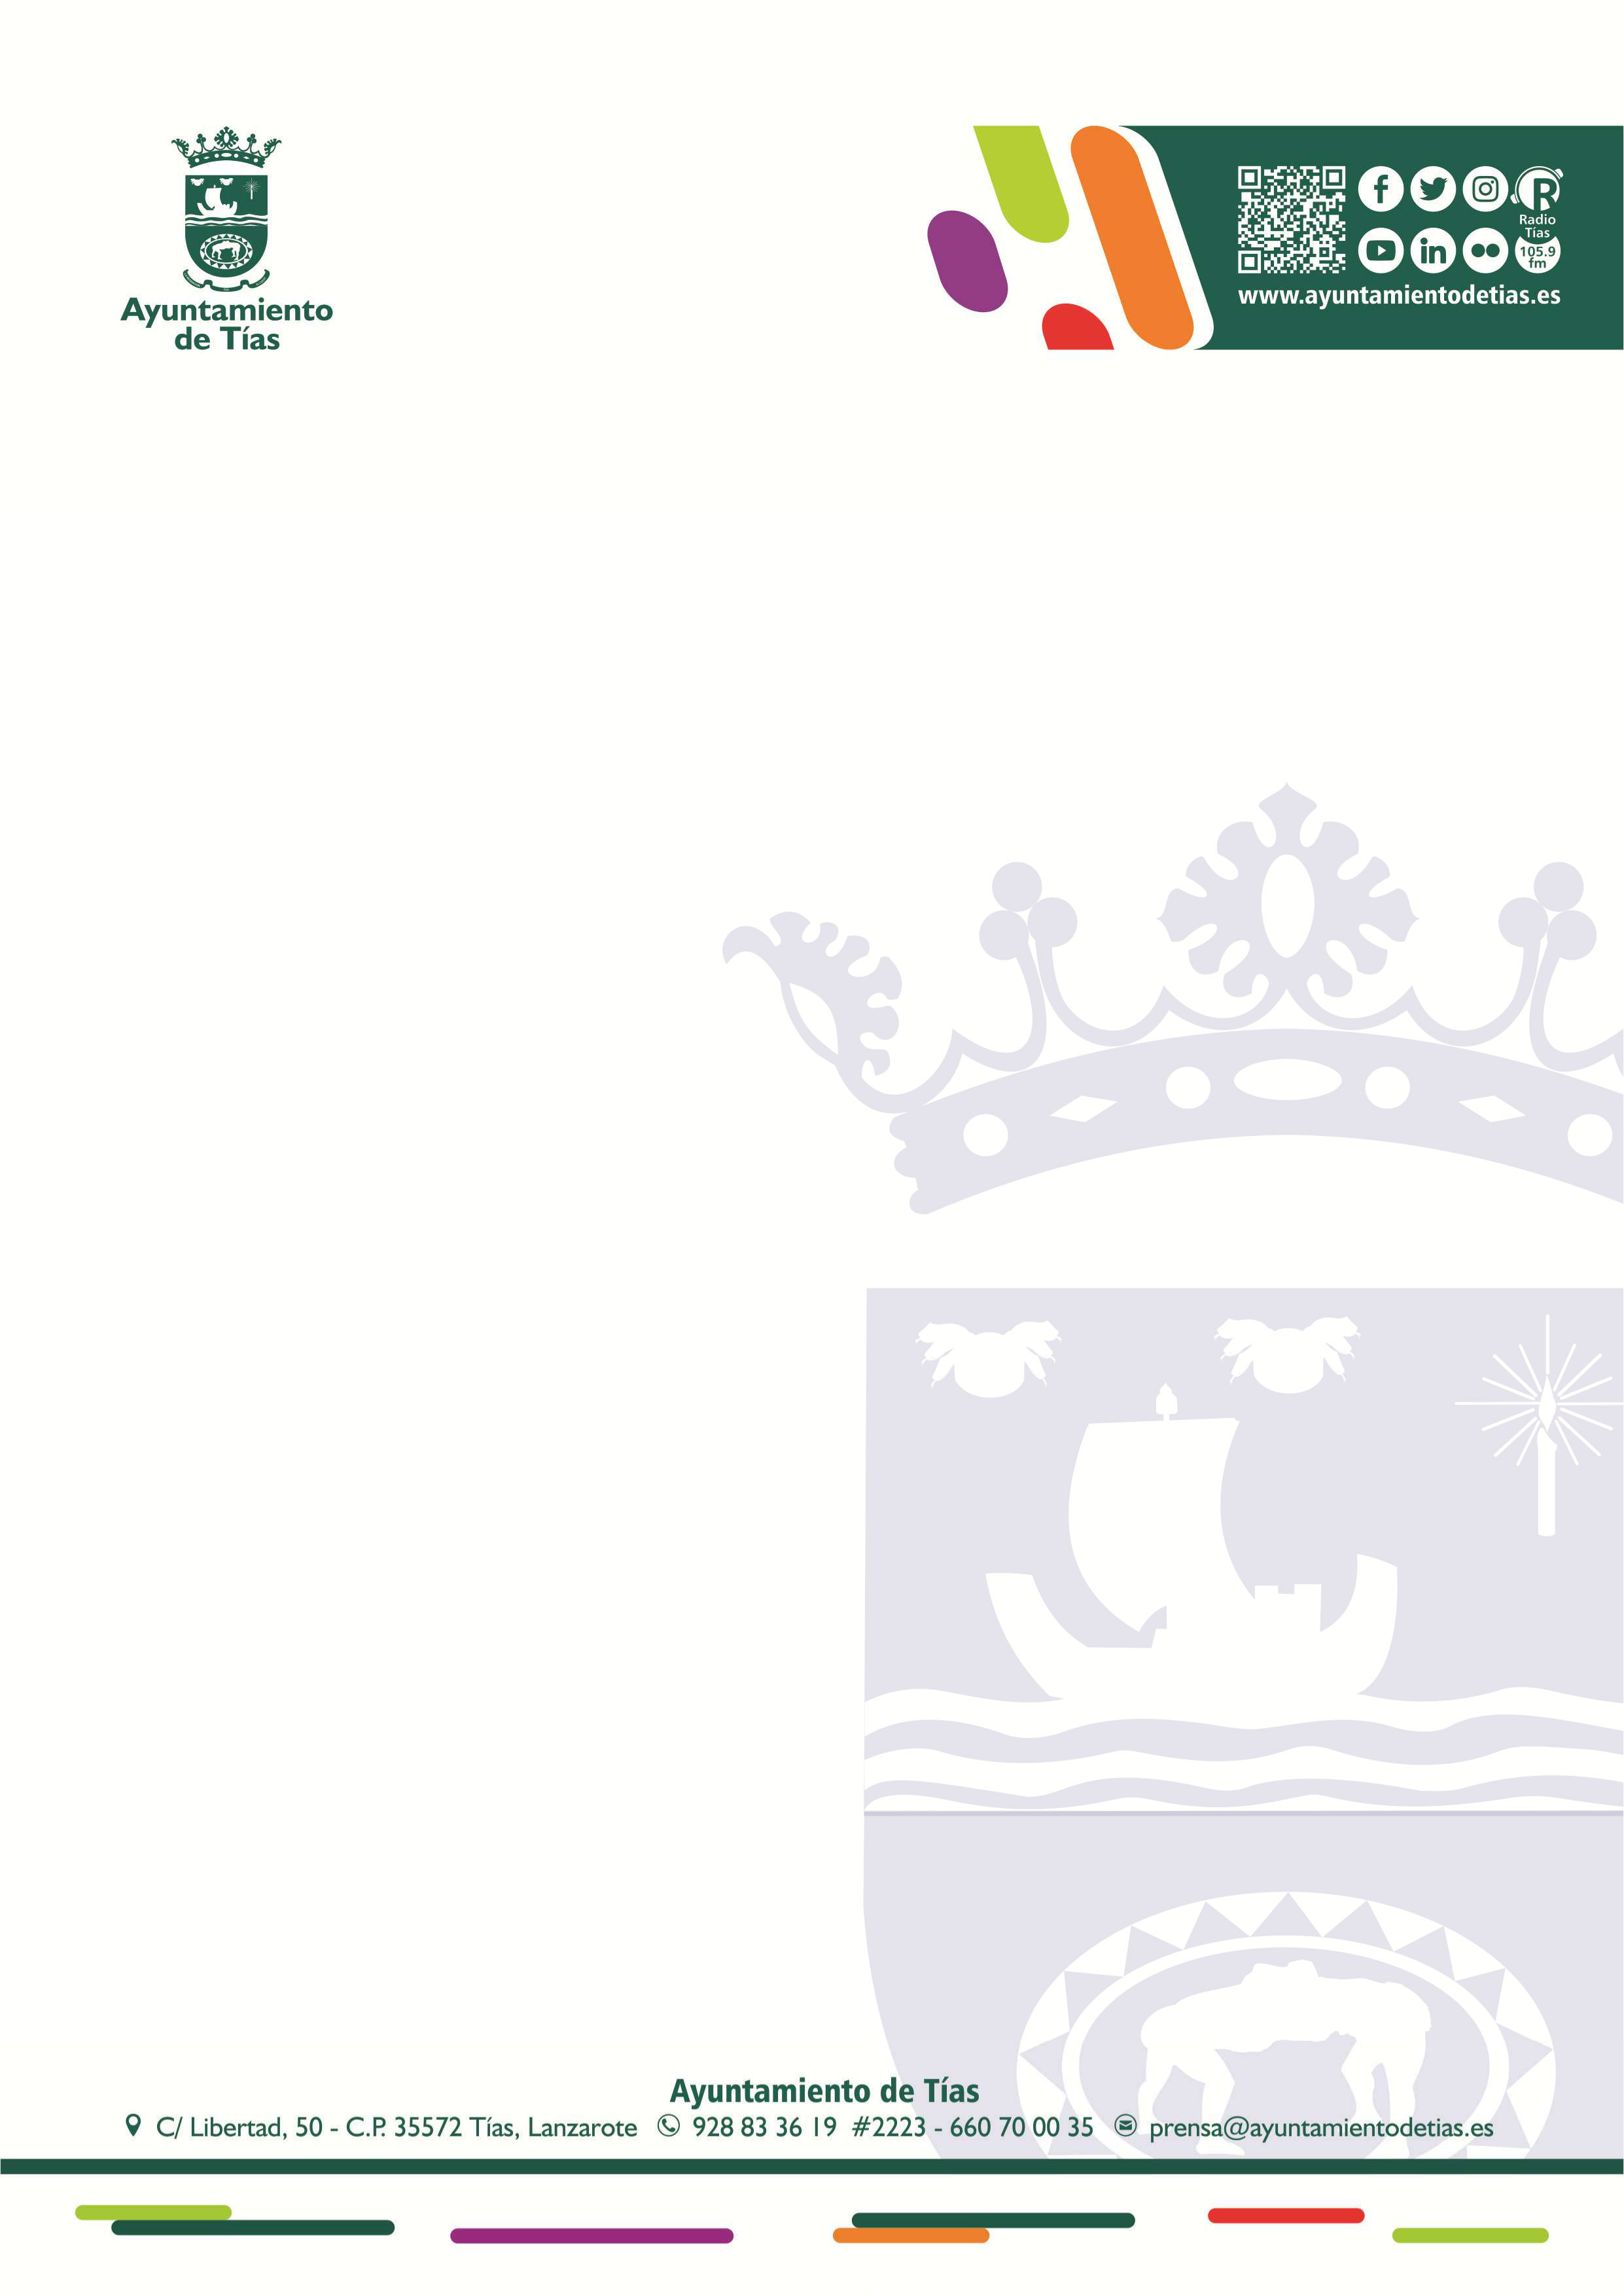 Ayuntamiento
de Tías
Radio
Tías
105.9
fm
www.ayuntamientodetias.es
Ayuntamiento de Tías
C/ Libertad, 50 - C.P. 35572 Tías, Lanzarote 928 83 36 19 #2223 - 660 70 00 35 prensa@ayuntamientodetias.es